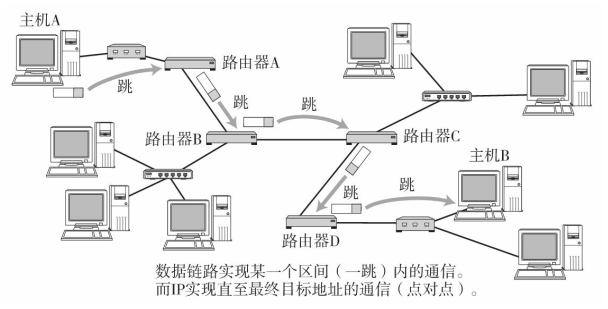 主机A
路由器A
跳
跳
跳
路由器B
路由器C
跳
跳
主机B
路由器D
数据链路实现某一个区间（一跳）内的通信。
而IP实现直至最终目标地址的通信（点对点）。